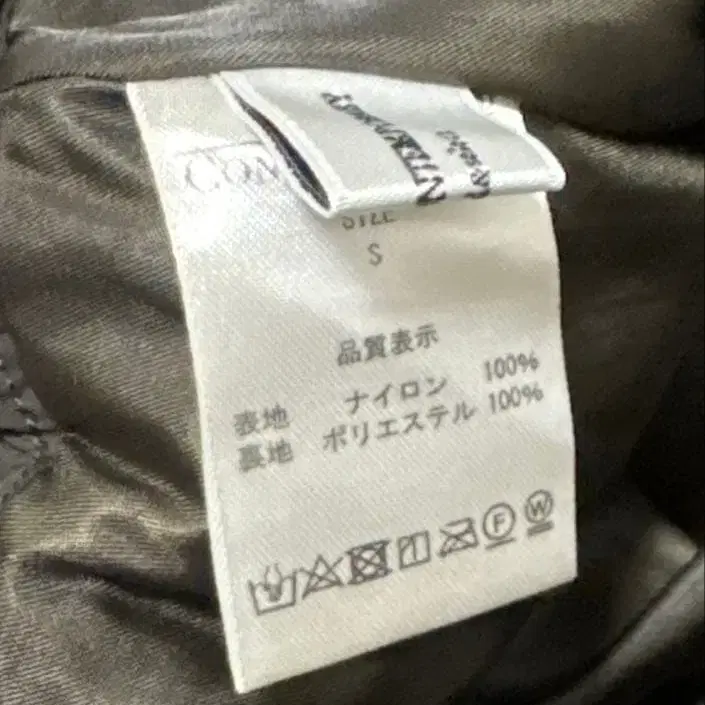 CON
SIZE
S
品質表示
表地 ナイロン 100%
裏地 ポリエステル 100%
F W